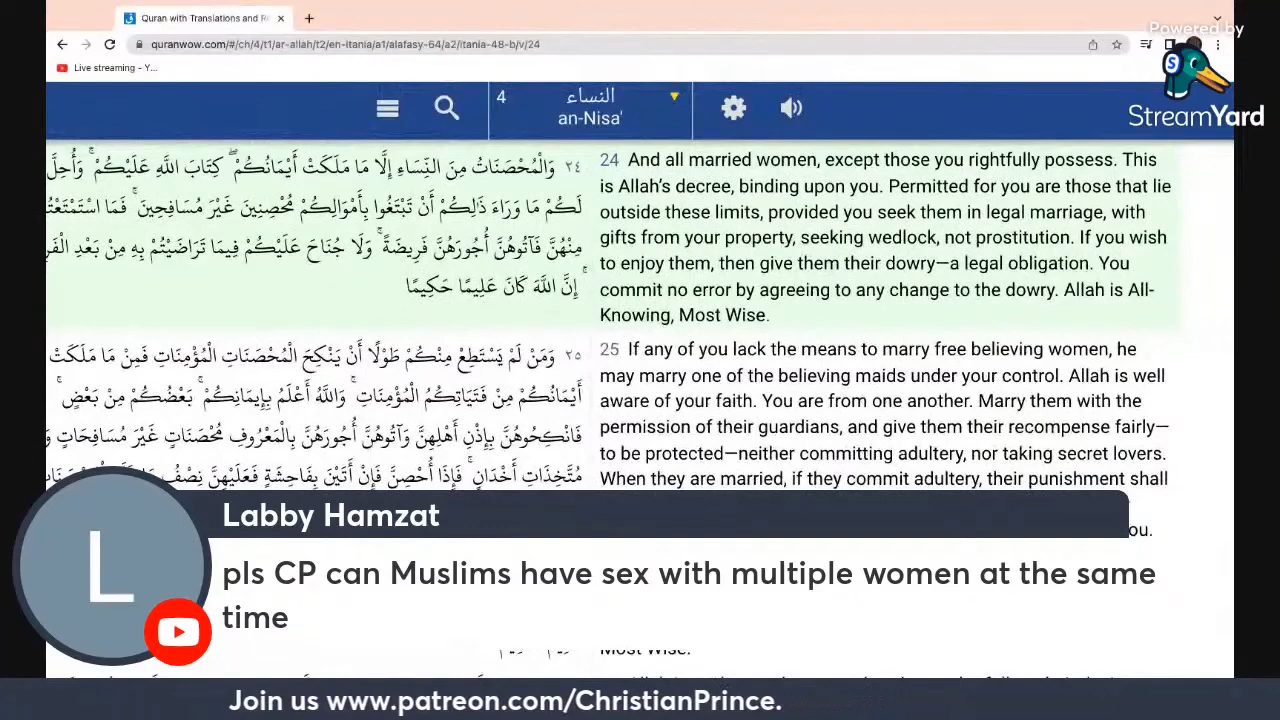 Quran with Translations and Re
Powered by
quranwow.com/#/ch/4/t1/ar-allah/t2/en-itania/a1/alafasy-64/a2/itania-48-b/v/24
Live streaming - Y...
StreamYard
4
النساء
an-Nisa'
٢٤ وَالْمُحْصَنَاتُ مِنَ النِّسَاءِ إِلَّا مَا مَلَكَتْ أَيْمَانُكُمْ ۖ كِتَابَ اللَّهِ عَلَيْكُمْ ۚ وَأُحِلَّ
لَكُمْ مَا وَرَاءَ ذَٰلِكُمْ أَنْ تَبْتَغُوا بِأَمْوَالِكُمْ مُحْصِنِينَ غَيْرَ مُسَافِحِينَ ۚ فَمَا اسْتَمْتَعْتُ
مِنْهُنَّ فَآتُوهُنَّ أُجُورَهُنَّ فَرِيضَةً ۚ وَلَا جُنَاحَ عَلَيْكُمْ فِيمَا تَرَاضَيْتُمْ بِهِ مِنْ بَعْدِ الْفَرِ
ۚ إِنَّ اللَّهَ كَانَ عَلِيمًا حَكِيمًا
24 And all married women, except those you rightfully possess. This
is Allah's decree, binding upon you. Permitted for you are those that lie
outside these limits, provided you seek them in legal marriage, with
gifts from your property, seeking wedlock, not prostitution. If you wish
to enjoy them, then give them their dowry—a legal obligation. You
commit no error by agreeing to any change to the dowry. Allah is All-
Knowing, Most Wise.
٢٥ وَمَنْ لَمْ يَسْتَطِعْ مِنْكُمْ طَوْلًا أَنْ يَنْكِحَ الْمُحْصَنَاتِ الْمُؤْمِنَاتِ فَمِنْ مَا مَلَكَتْ
أَيْمَانُكُمْ مِنْ فَتَيَاتِكُمُ الْمُؤْمِنَاتِ ۚ وَاللَّهُ أَعْلَمُ بِإِيمَانِكُمْ ۚ بَعْضُكُمْ مِنْ بَعْضٍ ۚ
فَانْكِحُوهُنَّ بِإِذْنِ أَهْلِهِنَّ وَآتُوهُنَّ أُجُورَهُنَّ بِالْمَعْرُوفِ مُحْصَنَاتٍ غَيْرَ مُسَافِحَاتٍ وَ
مُتَّخِذَاتِ أَخْدَانٍ ۚ فَإِذَا أُحْصِنَّ فَإِنْ أَتَيْنَ بِفَاحِشَةٍ فَعَلَيْهِنَّ نِصْفُ
25 If any of you lack the means to marry free believing women, he
may marry one of the believing maids under your control. Allah is well
aware of your faith. You are from one another. Marry them with the
permission of their guardians, and give them their recompense fairly—
to be protected—neither committing adultery, nor taking secret lovers.
When they are married, if they commit adultery, their punishment shall
ou.
L
Labby Hamzat
pls CP can Muslims have sex with multiple women at the same
time
Most Wise.
Join us www.patreon.com/ChristianPrince.